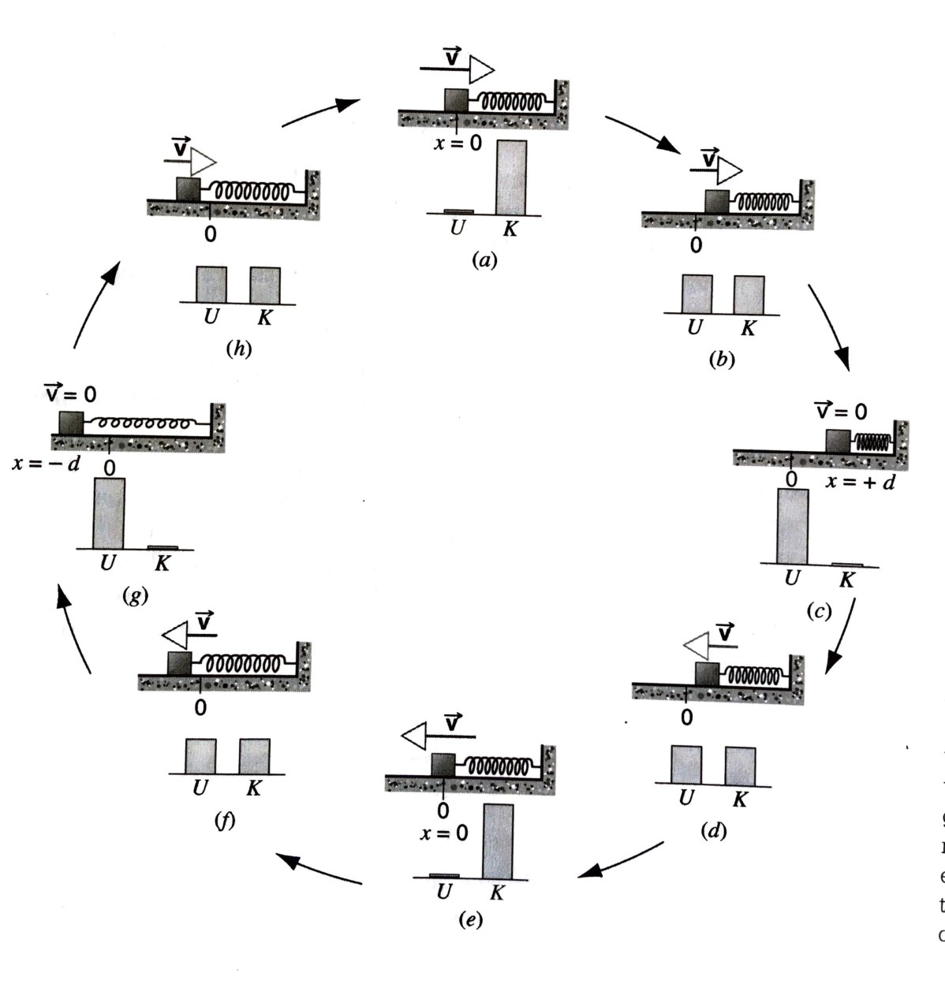 v⃗
x = 0
U K
(a)
v⃗
0
U K
(b)
v⃗ = 0
0 x = + d
U K
(c)
v⃗
0
U K
(d)
v⃗
0
x = 0
U K
(e)
v⃗
0
U K
(f)
v⃗ = 0
x = − d 0
U K
(g)
v⃗
0
U K
(h)